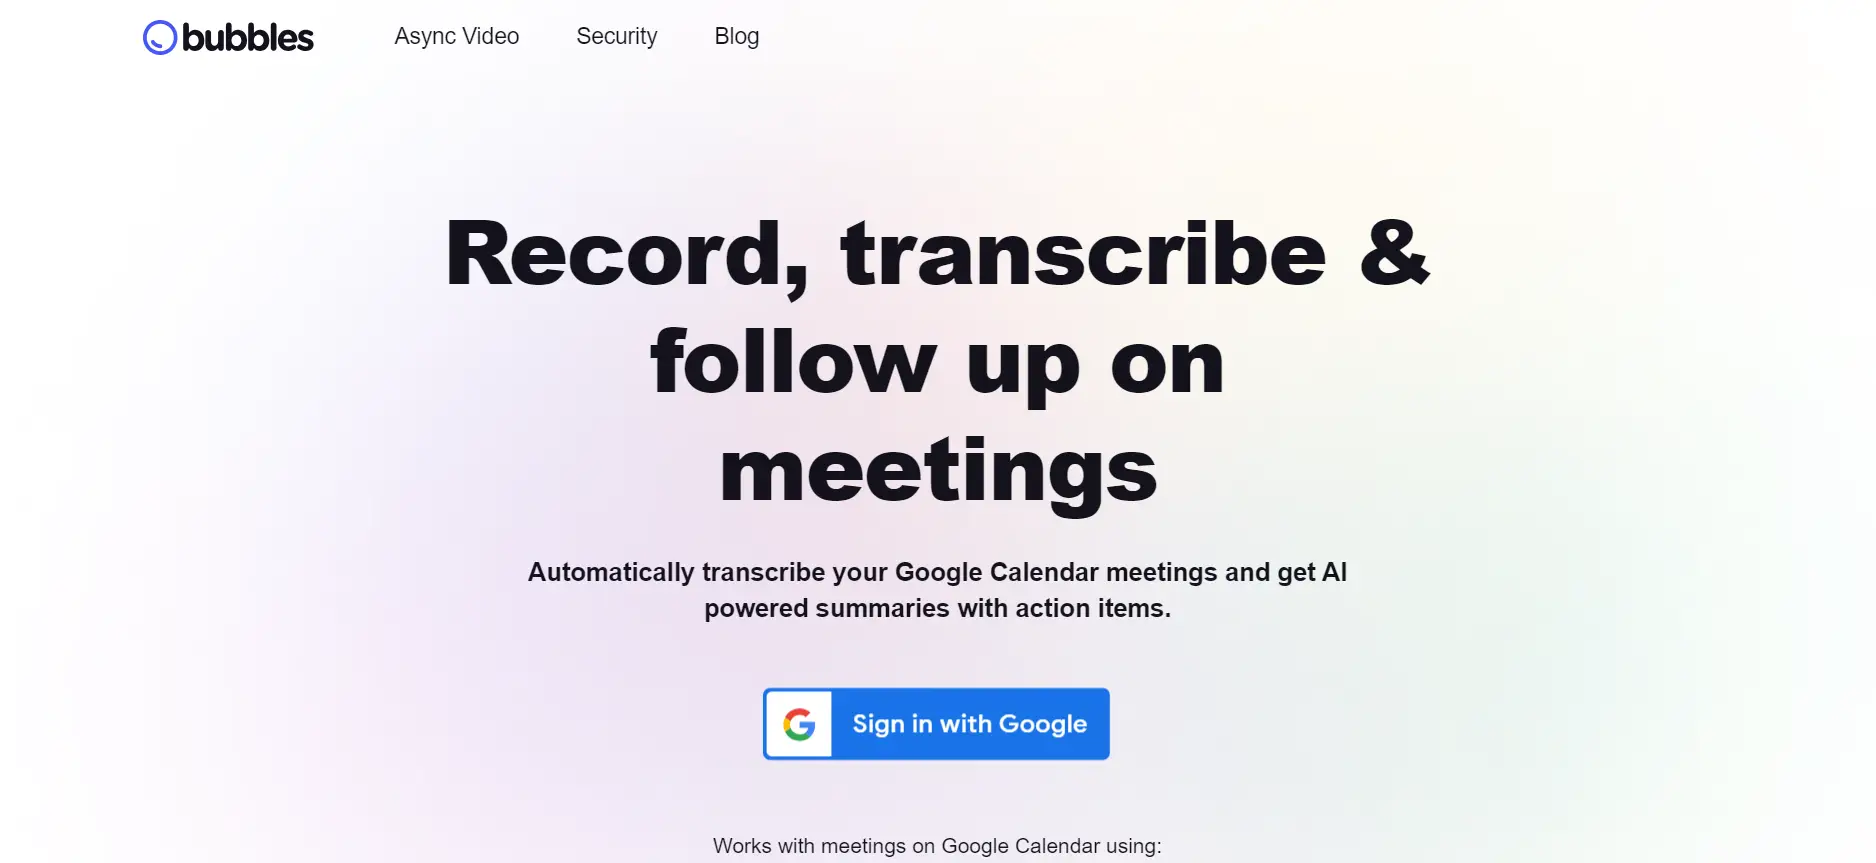 bubbles
Async Video
Security
Blog
Record, transcribe &
follow up on
meetings
Automatically transcribe your Google Calendar meetings and get AI
powered summaries with action items.
G Sign in with Google
Works with meetings on Google Calendar using: